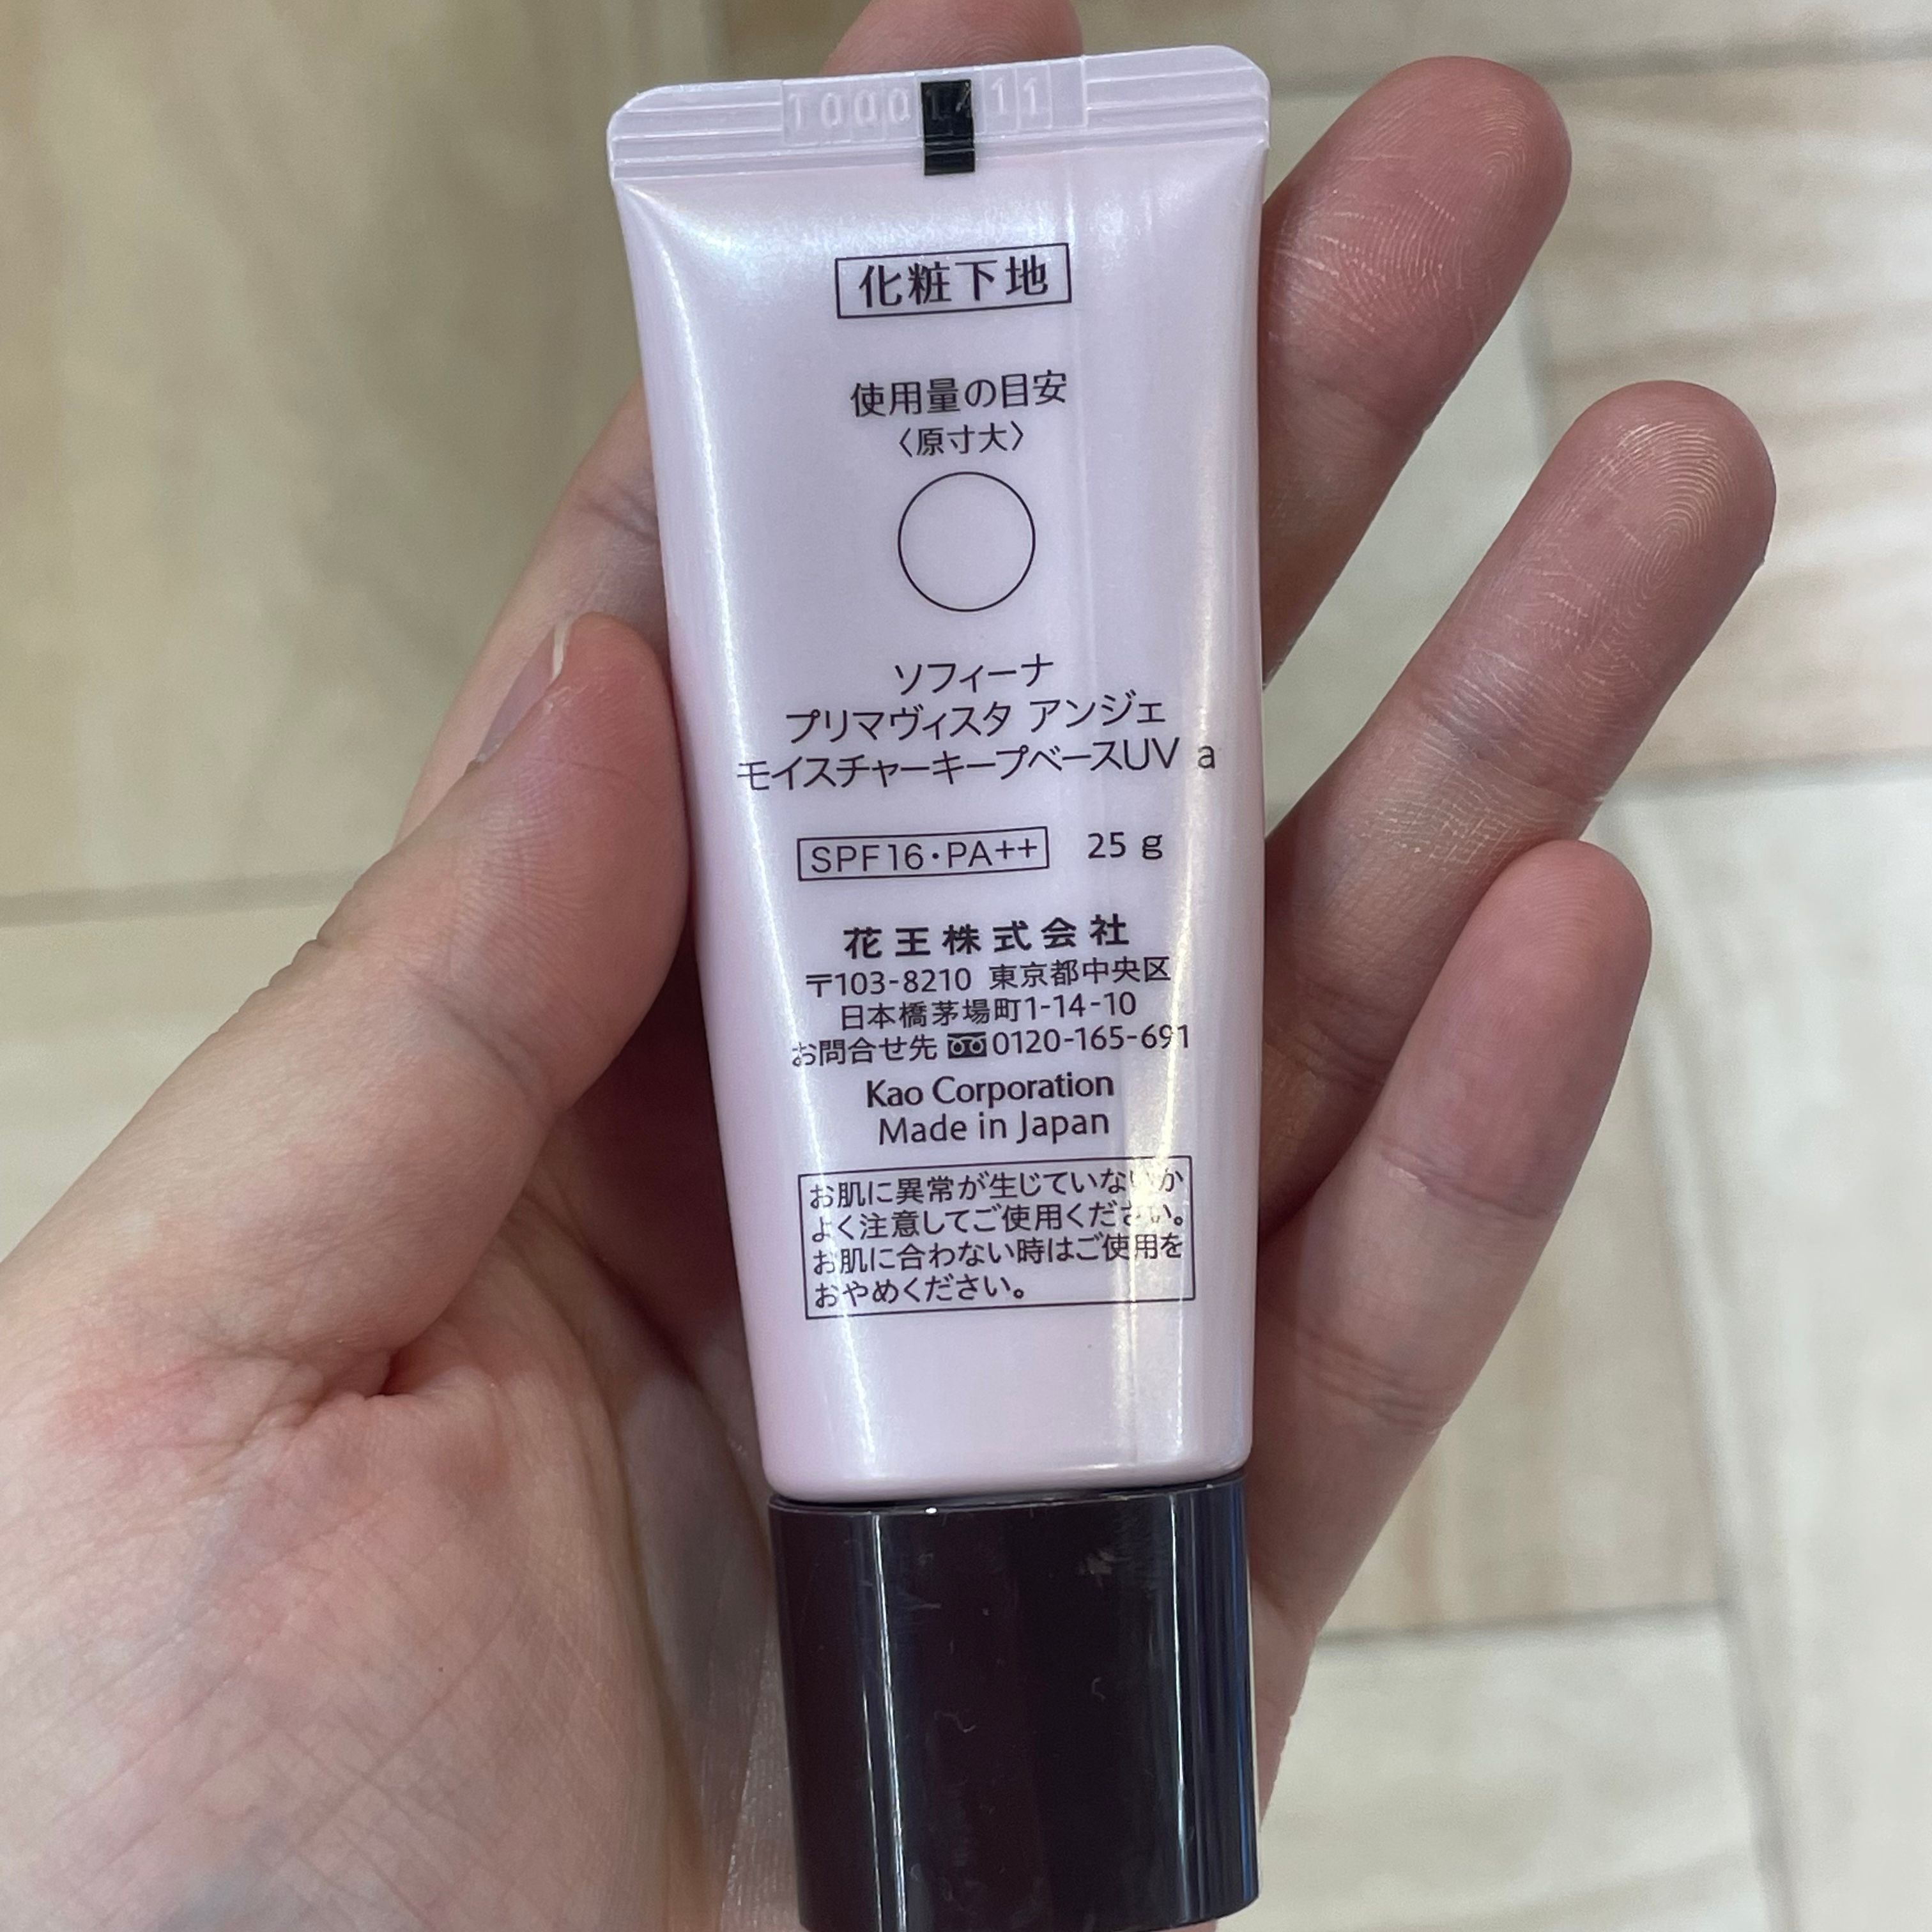 化粧下地
使用量の目安
〈原寸大〉
ソフィーナ
プリマヴィスタ アンジェ
モイスチャーキープベースUV a
SPF16・PA++ 25 g
花王株式会社
〒103-8210 東京都中央区
日本橋茅場町1-14-10
お問合せ先 0120-165-691
Kao Corporation
Made in Japan
お肌に異常が生じていないか
よく注意してご使用ください。
お肌に合わない時はご使用を
おやめください。